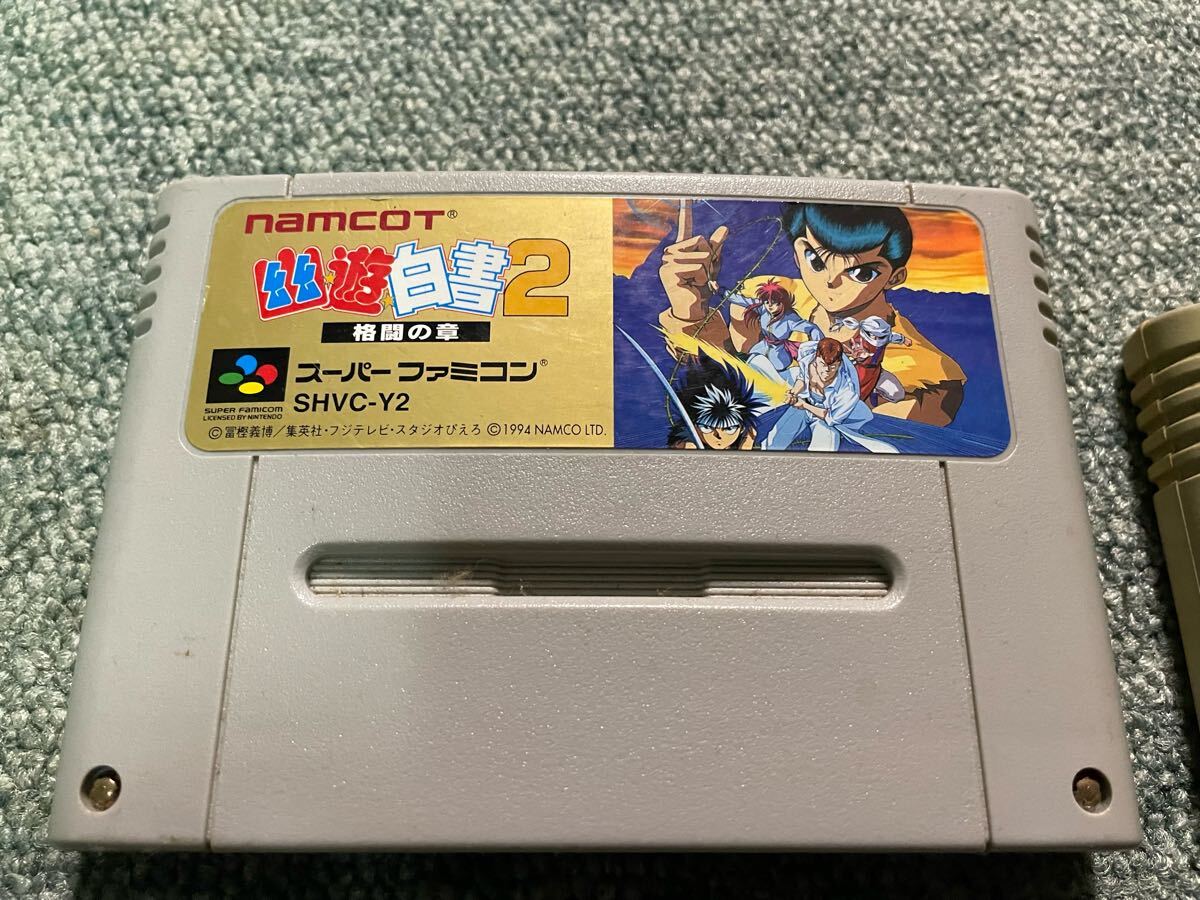 namcoT®
幽☆遊☆白書2
格闘の章
スーパーファミコン®
SHVC-Y2
SUPER FAMICOM
LICENSED BY NINTENDO
©冨樫義博/集英社・フジテレビ・スタジオぴえろ ©1994 NAMCO LTD.